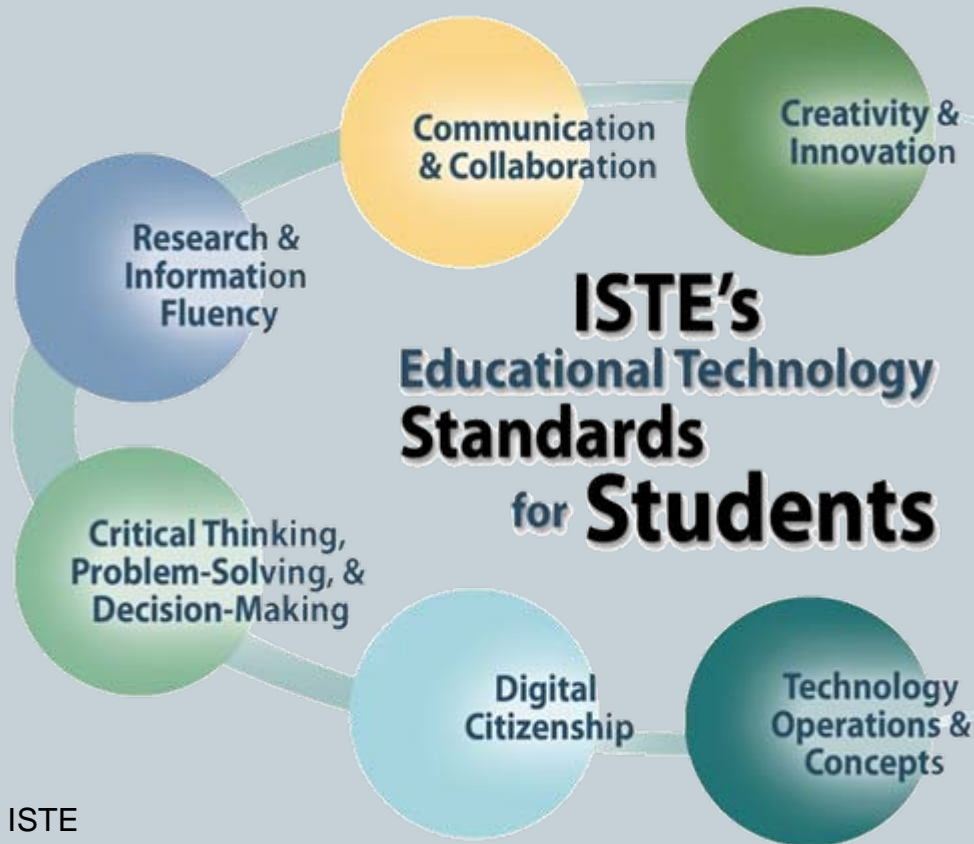 Communication
& Collaboration
Creativity &
Innovation
Research &
Information
Fluency
ISTE's
Educational Technology
Standards
for Students
Critical Thinking,
Problem-Solving, &
Decision-Making
Digital
Citizenship
Technology
Operations &
Concepts
ISTE